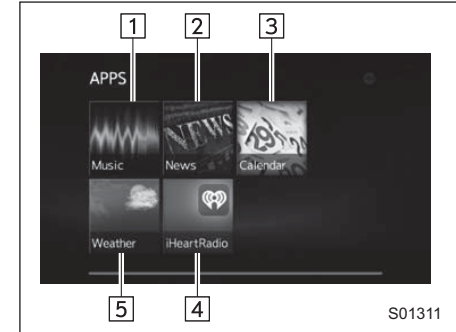 1 2 3
APPS
Music News Calendar
Weather iHeartRadio
5 4
S01311